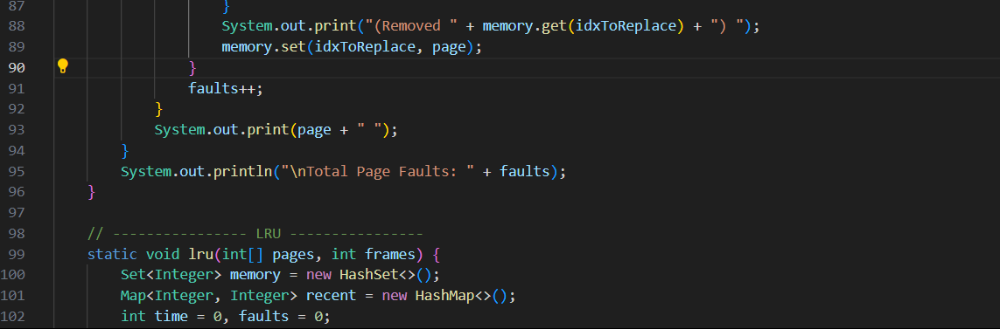 87 }
88 System.out.print("(Removed " + memory.get(idxToReplace) + ") ");
89 memory.set(idxToReplace, page);
90 }
91 faults++;
92 }
93 System.out.print(page + " ");
94 }
95 System.out.println("\nTotal Page Faults: " + faults);
96 }
97
98 // ---------------- LRU ----------------
99 static void lru(int[] pages, int frames) {
100 Set<Integer> memory = new HashSet<>();
101 Map<Integer, Integer> recent = new HashMap<>();
102 int time = 0, faults = 0;